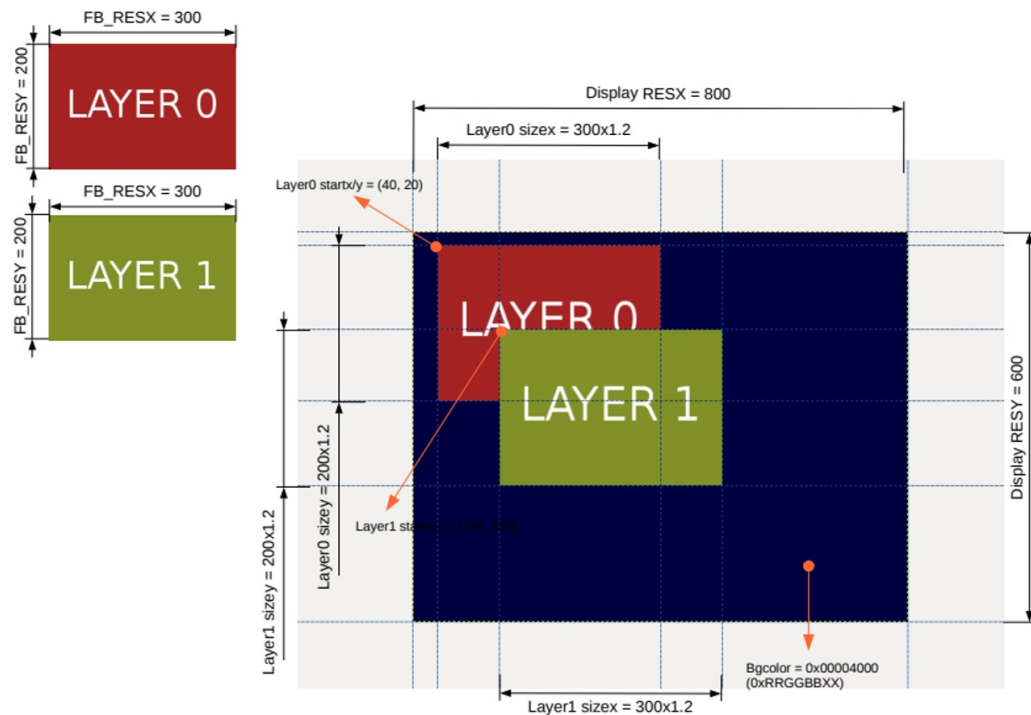 FB_RESX = 300
FB_RESY = 200
LAYER 0
FB_RESX = 300
FB_RESY = 200
LAYER 1
Display RESX = 800
Layer0 sizex = 300x1.2
Layer0 startx/y = (40, 20)
LAYER 0
LAYER 1
Layer0 sizey = 200x1.2
Layer1 sizey = 200x1.2
Display RESY = 600
Layer1
Bgcolor = 0x00004000
(0xRRGGBBXX)
Layer1 sizex = 300x1.2